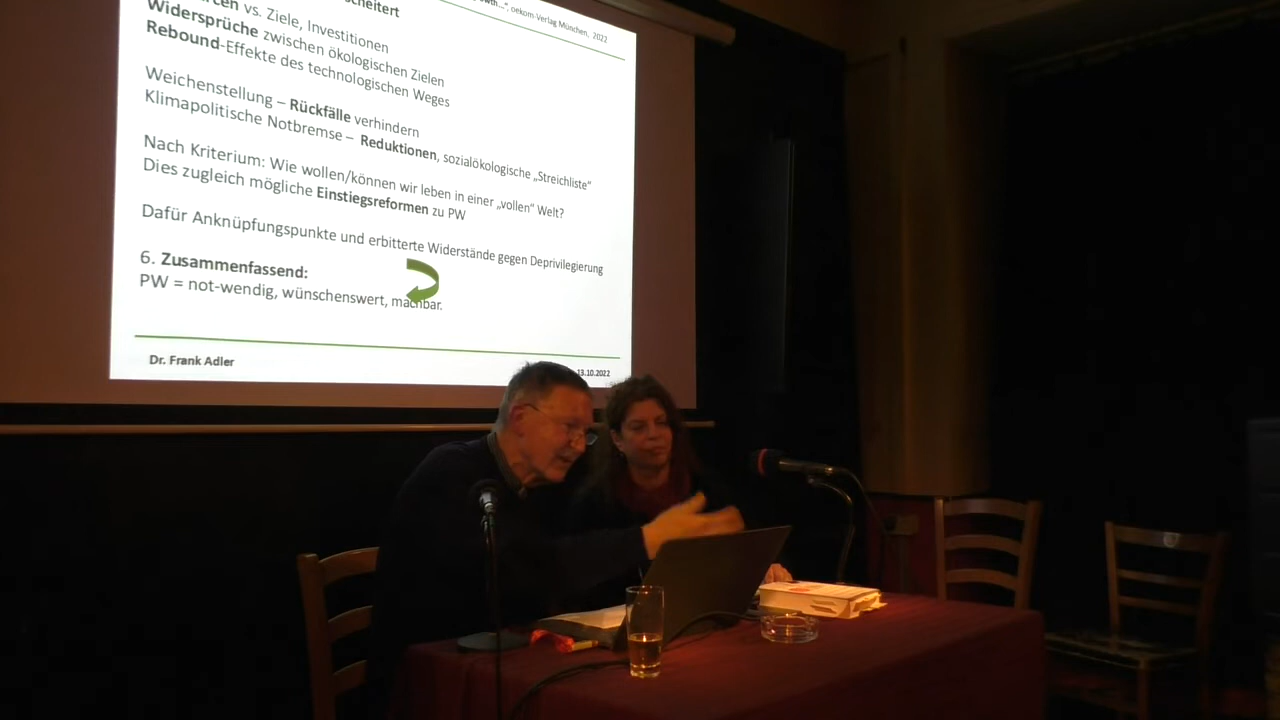 scheitert
owth...“, oekom-Verlag München, 2022
vs. Ziele, Investitionen
Widersprüche zwischen ökologischen Zielen
Rebound-Effekte des technologischen Weges
Weichenstellung – Rückfälle verhindern
Klimapolitische Notbremse – Reduktionen, sozialökologische „Streichliste“
Nach Kriterium: Wie wollen/können wir leben in einer „vollen“ Welt?
Dies zugleich mögliche Einstiegsreformen zu PW
Dafür Anknüpfungspunkte und erbitterte Widerstände gegen Deprivilegierung
6. Zusammenfassend:
PW = not-wendig, wünschenswert, machbar.
Dr. Frank Adler
13.10.2022